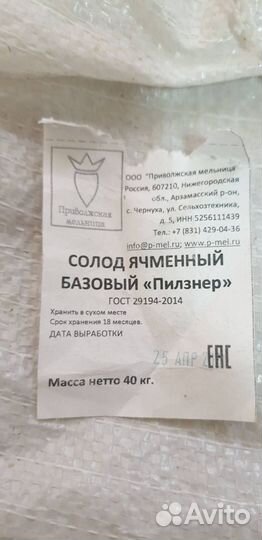 Приволжская
мельница
ООО "Приволжская мельница"
Россия, 607210, Нижегородская
обл., Арзамасский р-он,
с. Чернуха, ул. Сельхозтехника,
д. 5, ИНН 5256111439
Тел.: +7 (831) 429-04-36
info@p-mel.ru; www.p-mel.ru
СОЛОД ЯЧМЕННЫЙ
БАЗОВЫЙ «Пилзнер»
ГОСТ 29194-2014
Хранить в сухом месте
Срок хранения 18 месяцев.
ДАТА ВЫРАБОТКИ
25 АПР
EAC
Масса нетто 40 кг.
Avito